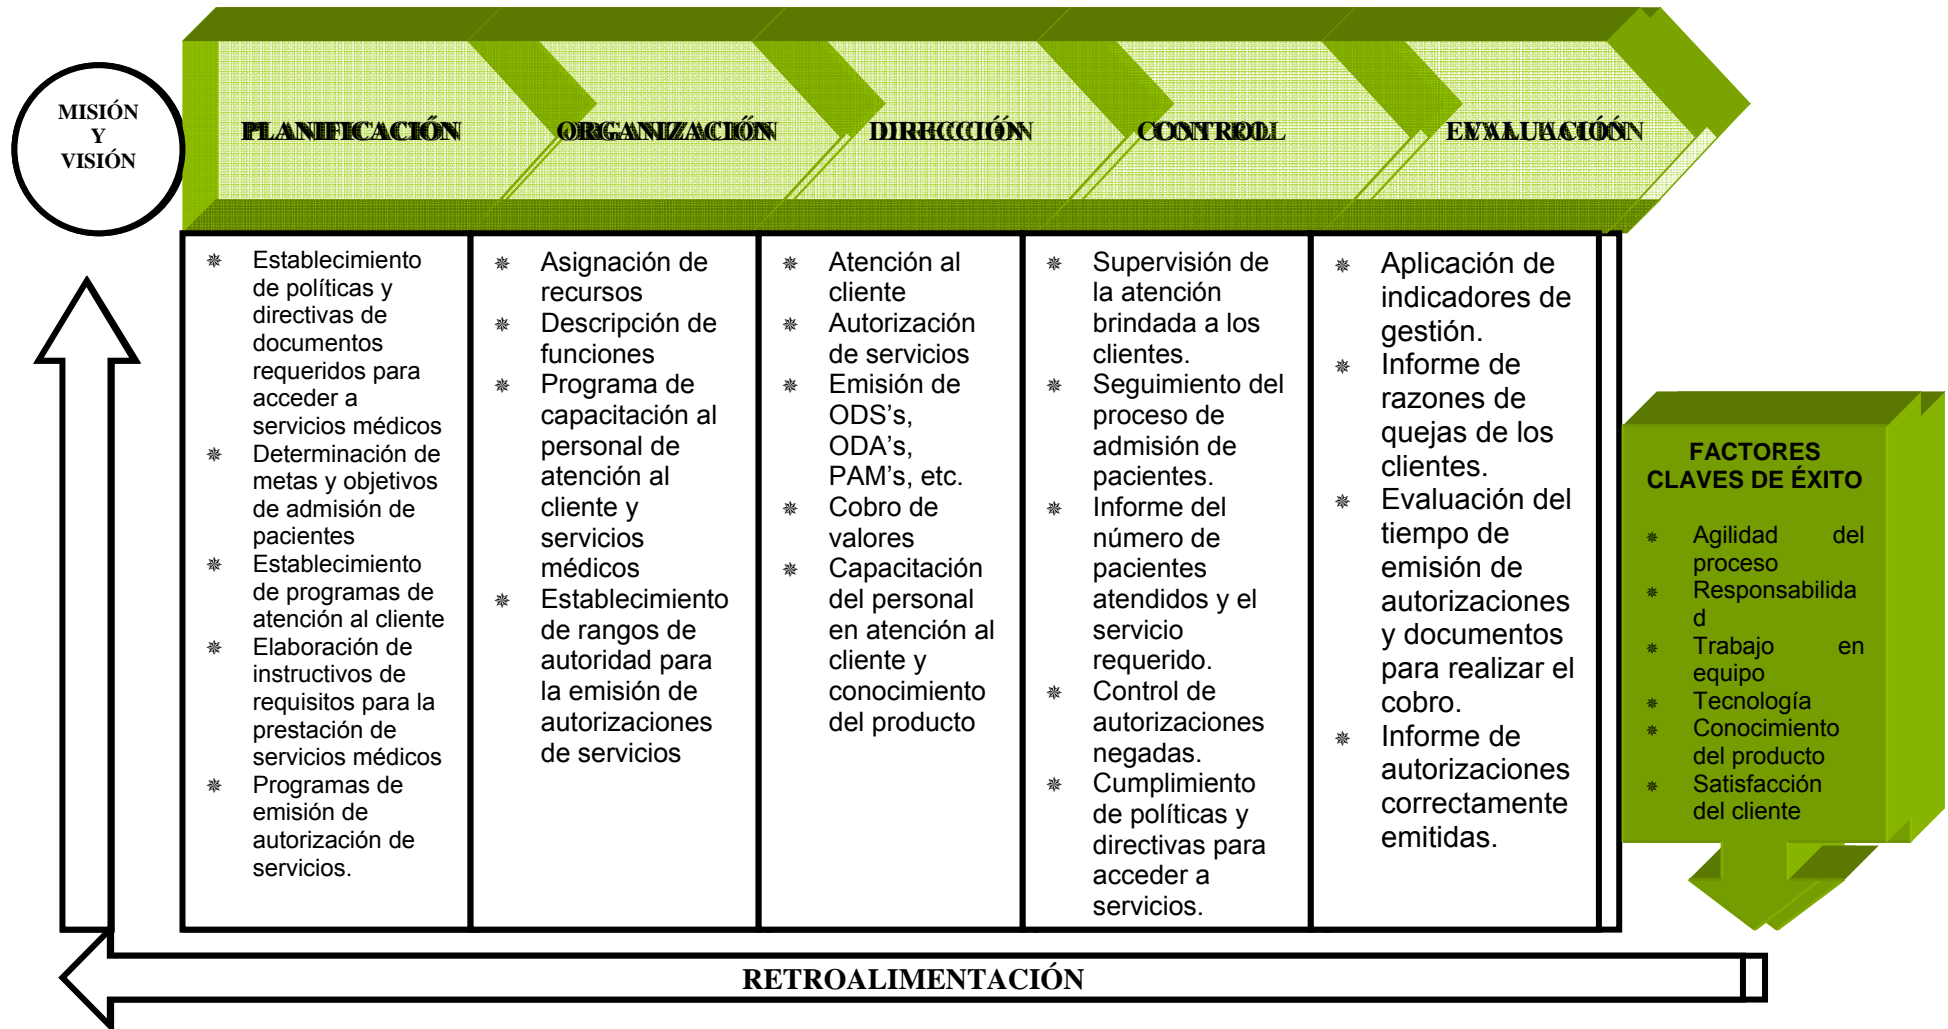 MISIÓN
Y
VISIÓN
PLANIFICACIÓN
ORGANIZACIÓN
DIRECCIÓN
CONTROL
EVALUACIÓN
Establecimiento
de políticas y
directivas de
documentos
requeridos para
acceder a
servicios médicos
Determinación de
metas y objetivos
de admisión de
pacientes
Establecimiento
de programas de
atención al cliente
Elaboración de
instructivos de
requisitos para la
prestación de
servicios médicos
Programas de
emisión de
autorización de
servicios.
Asignación de
recursos
Descripción de
funciones
Programa de
capacitación al
personal de
atención al
cliente y
servicios
médicos
Establecimiento
de rangos de
autoridad para
la emisión de
autorizaciones
de servicios
Atención al
cliente
Autorización
de servicios
Emisión de
ODS's,
ODA's,
PAM's, etc.
Cobro de
valores
Capacitación
del personal
en atención al
cliente y
conocimiento
del producto
Supervisión de
la atención
brindada a los
clientes.
Seguimiento del
proceso de
admisión de
pacientes.
Informe del
número de
pacientes
atendidos y el
servicio
requerido.
Control de
autorizaciones
negadas.
Cumplimiento
de políticas y
directivas para
acceder a
servicios.
Aplicación de
indicadores de
gestión.
Informe de
razones de
quejas de los
clientes.
Evaluación del
tiempo de
emisión de
autorizaciones
y documentos
para realizar el
cobro.
Informe de
autorizaciones
correctamente
emitidas.
FACTORES
CLAVES DE ÉXITO
Agilidad del
proceso
Responsabilida
d
Trabajo en
equipo
Tecnología
Conocimiento
del producto
Satisfacción
del cliente
RETROALIMENTACIÓN